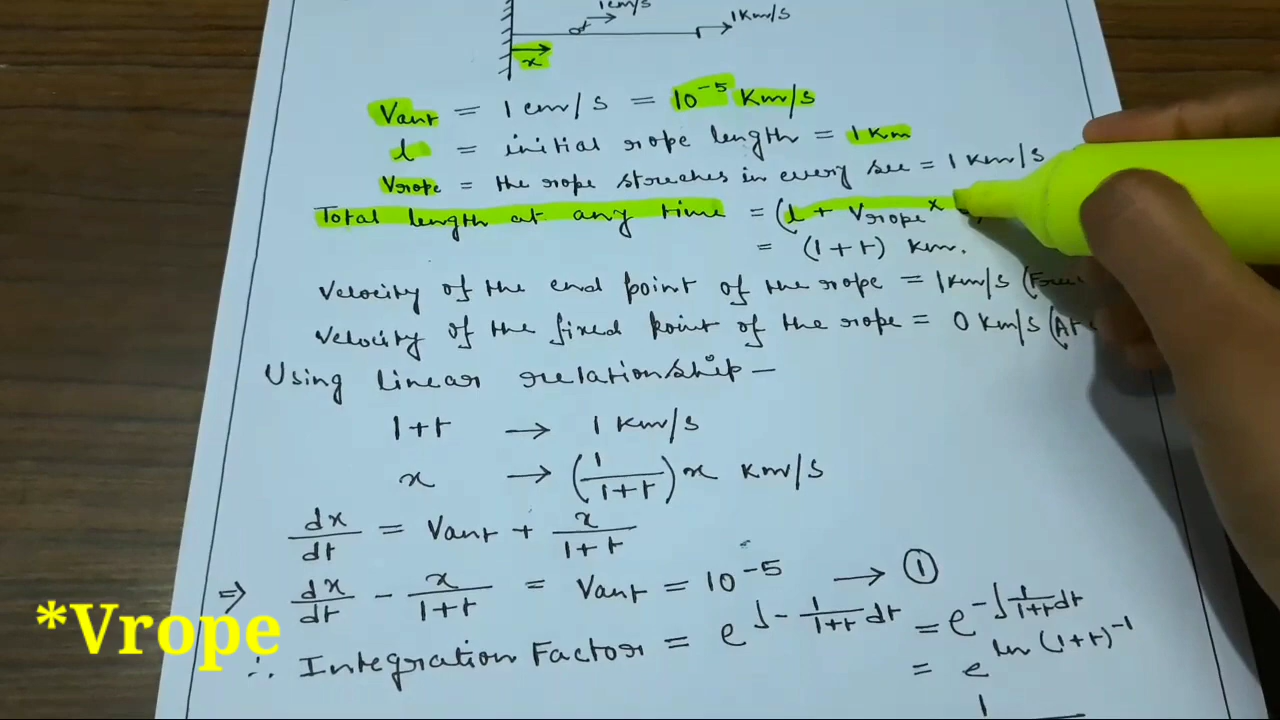 1cm/s
1Km/s
x
Vant = 1 cm/s = 10⁻⁵ Km/s
l = initial rope length = 1 Km
Vrope = the rope streches in every sec = 1 Km/s
Total length at any time = (l + Vrope x
= (1+t) Km.
Velocity of the end point of the rope = 1Km/s
Velocity of the fixed point of the rope = 0 Km/s (At
Using linear relationship -
1+t → 1 Km/s
x → (1/1+t) x Km/s
dx/dt = Vant + x/1+t
⇒ dx/dt - x/1+t = Vant = 10⁻⁵ → ①
∴ Integration Factor = e^∫-1/1+t dt = e^-∫1/1+t dt
= e^ln (1+t)⁻¹
1
*Vrope